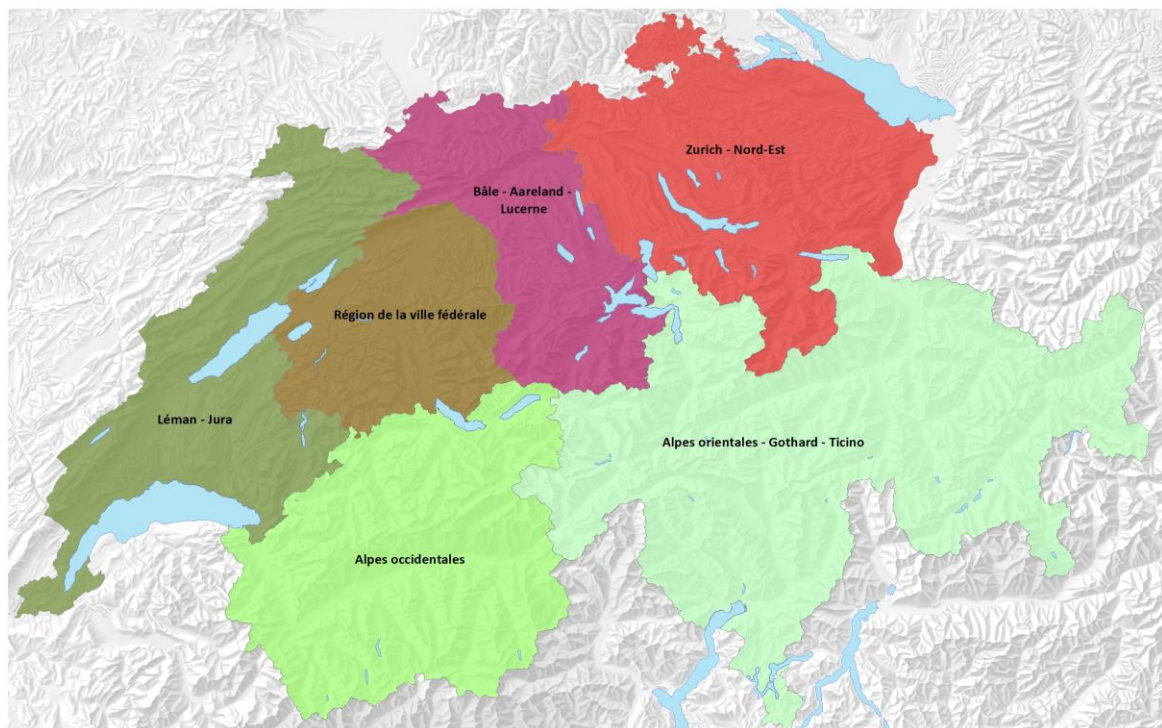 Zurich - Nord-Est
Bâle - Aareland -
Lucerne
Région de la ville fédérale
Léman - Jura
Alpes orientales - Gothard - Ticino
Alpes occidentales